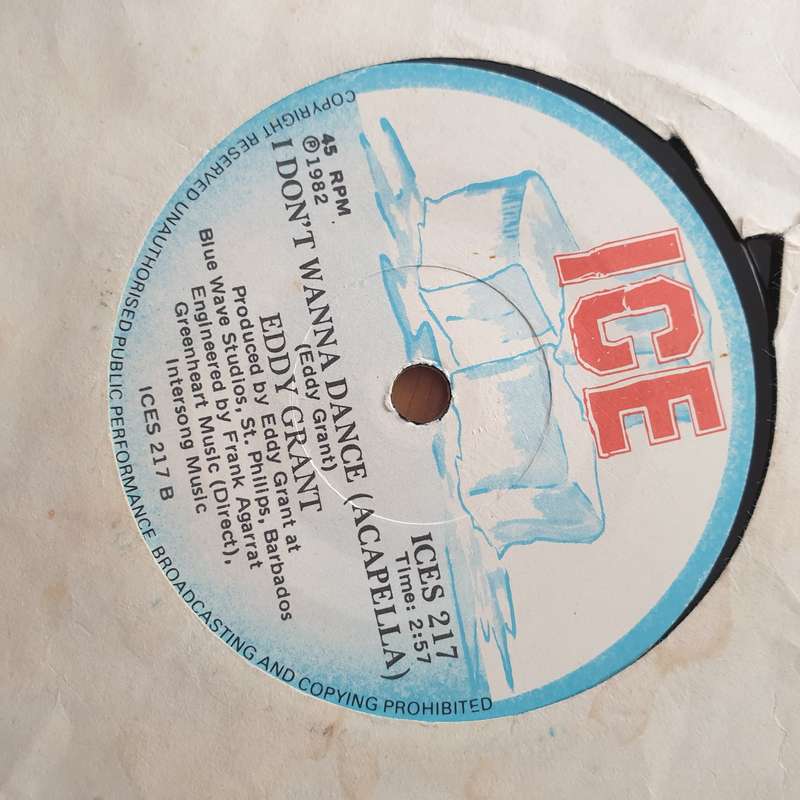 ICE
45 RPM
Ⓟ1982
ICES 217
Time: 2:57
I DON'T WANNA DANCE (ACAPELLA)
(Eddy Grant)
EDDY GRANT
Produced by Eddy Grant at
Blue Wave Studios, St. Philips, Barbados
Engineered by Frank Agarrat
Greenheart Music (Direct),
Intersong Music
ICES 217 B
COPYRIGHT RESERVED UNAUTHORISED PUBLIC PERFORMANCE BROADCASTING AND COPYING PROHIBITED